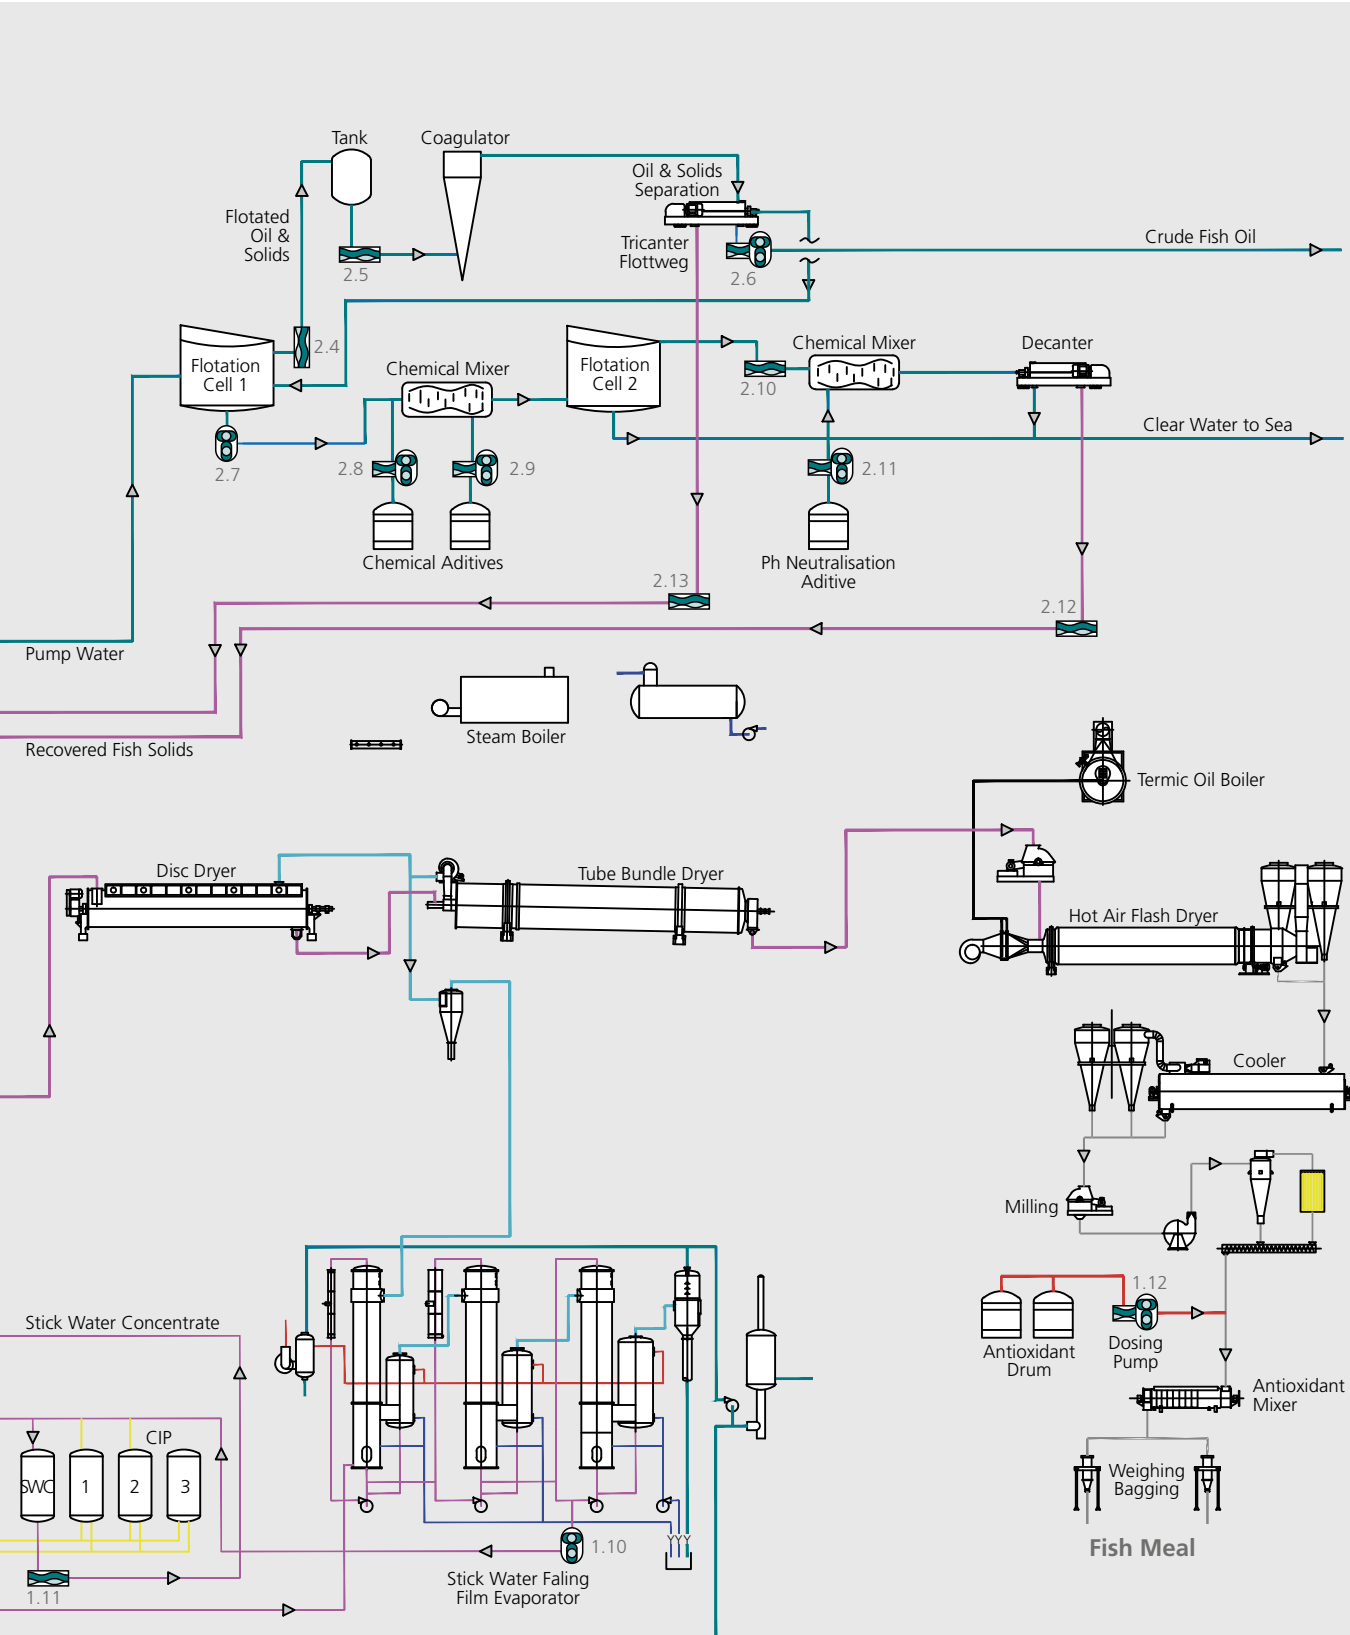 Tank
Coagulator
Oil & Solids
Separation
Flotated
Oil &
Solids
Tricanter
Flottweg
Crude Fish Oil
2.5
2.6
2.4
Flotation
Cell 1
Chemical Mixer
Flotation
Cell 2
Chemical Mixer
Decanter
2.10
Clear Water to Sea
2.7
2.8
2.9
2.11
Chemical Aditives
Ph Neutralisation
Aditive
2.13
2.12
Pump Water
Recovered Fish Solids
Steam Boiler
Termic Oil Boiler
Disc Dryer
Tube Bundle Dryer
Hot Air Flash Dryer
Cooler
Milling
1.12
Stick Water Concentrate
Antioxidant
Drum
Dosing
Pump
Antioxidant
Mixer
CIP
SWC
1
2
3
Weighing
Bagging
Fish Meal
1.10
1.11
Stick Water Faling
Film Evaporator